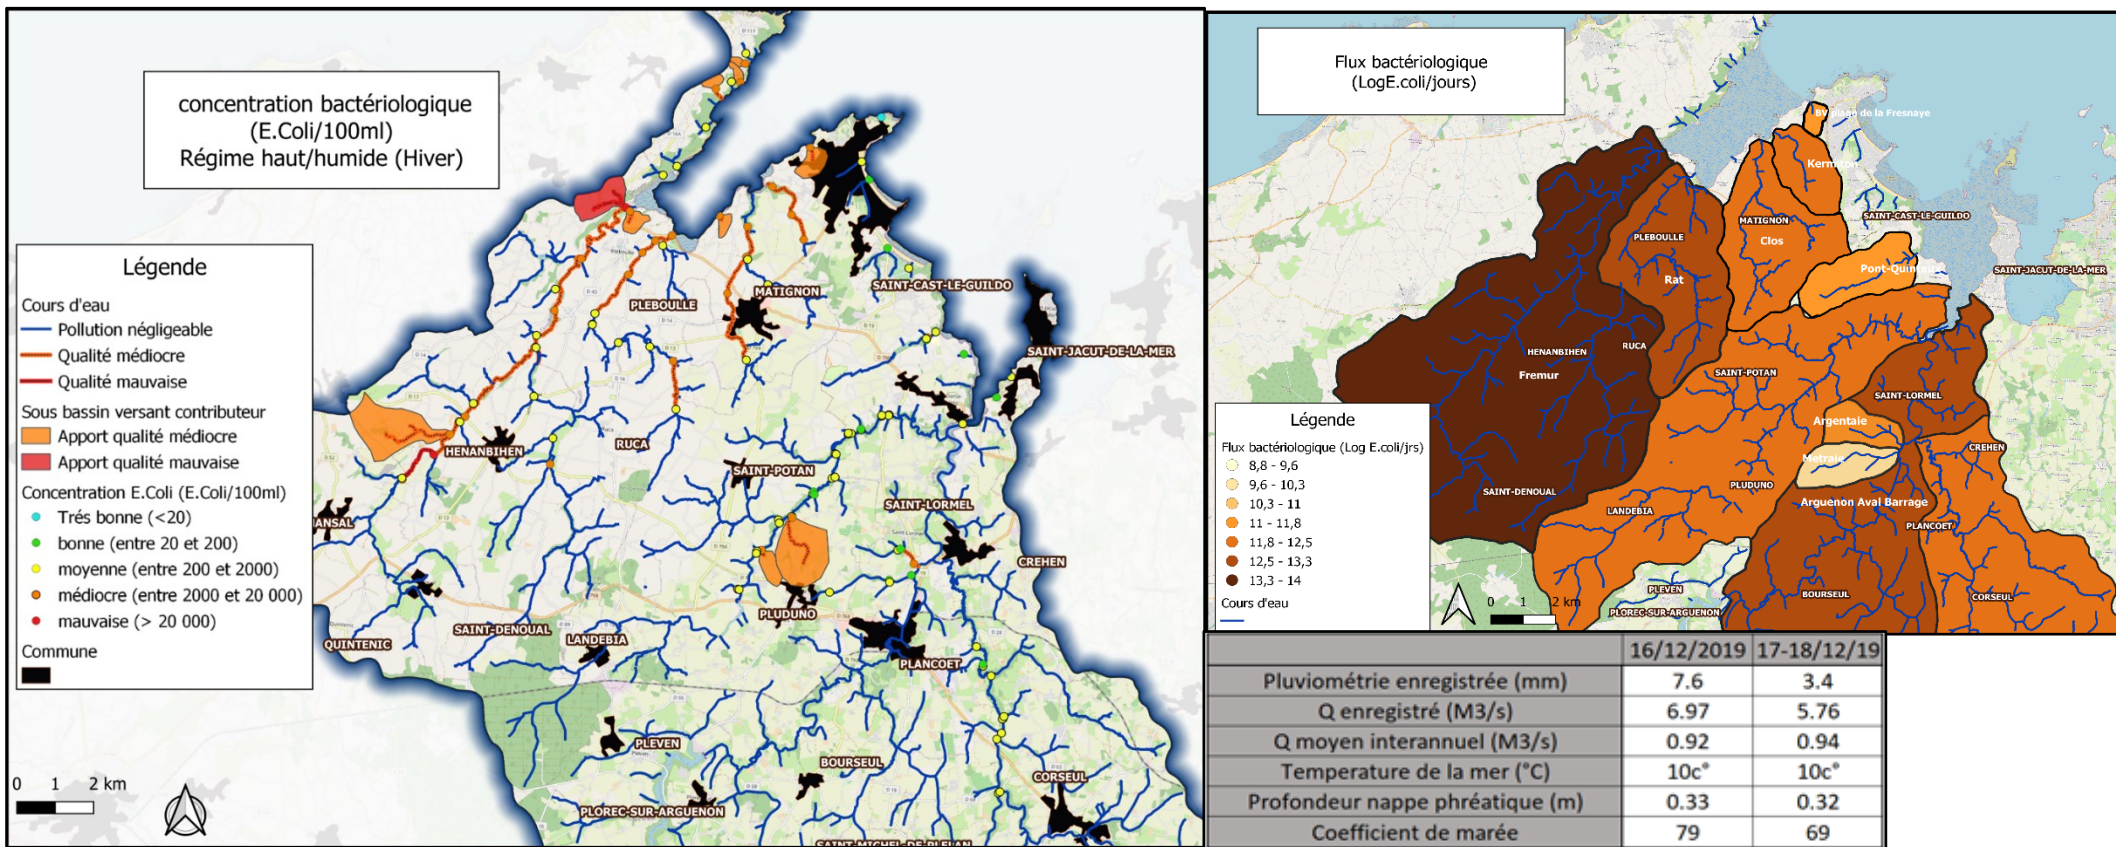 concentration bactériologique
(E.Coli/100ml)
Régime haut/humide (Hiver)
Légende
Cours d'eau
Pollution négligeable
Qualité médiocre
Qualité mauvaise
Sous bassin versant contributeur
Apport qualité médiocre
Apport qualité mauvaise
Concentration E.Coli (E.Coli/100ml)
Trés bonne (<20)
bonne (entre 20 et 200)
moyenne (entre 200 et 2000)
médiocre (entre 2000 et 20 000)
mauvaise (> 20 000)
Commune
0 1 2 km
PLEBOULLE
MATIGNON
SAINT-CAST-LE-GUILDO
SAINT-JACUT-DE-LA-MER
HENANBIHEN
RUCA
SAINT-POTAN
SAINT-LORMEL
CREHEN
PLUDUNO
QUINTENIC
SAINT-DENOUAL
LANDEBIA
PLANCOET
PLEVEN
BOURSEUL
CORSEUL
PLOREC-SUR-ARGUENON
SAINT-MICHEL-DE-PLELAN
Flux bactériologique
(LogE.coli/jours)
BV plage de la Fresnaye
Kermiton
SAINT-CAST-LE-GUILDO
MATIGNON
Clos
PLEBOULLE
Rat
SAINT-JACUT-DE-LA-MER
HENANBIHEN
RUCA
Fremur
SAINT-POTAN
SAINT-LORMEL
Argentaie
CREHEN
SAINT-DENOUAL
PLUDUNO
Arguenon Aval Barrage
LANDEBIA
PLANCOET
PLEVEN
BOURSEUL
CORSEUL
PLOREC-SUR-ARGUENON
Légende
Flux bactériologique (Log E.coli/jrs)
8,8 - 9,6
9,6 - 10,3
10,3 - 11
11 - 11,8
11,8 - 12,5
12,5 - 13,3
13,3 - 14
Cours d'eau
0 1 2 km
16/12/2019 17-18/12/19
Pluviométrie enregistrée (mm) 7.6 3.4
Q enregistré (M3/s) 6.97 5.76
Q moyen interannuel (M3/s) 0.92 0.94
Temperature de la mer (°C) 10c° 10c°
Profondeur nappe phréatique (m) 0.33 0.32
Coefficient de marée 79 69